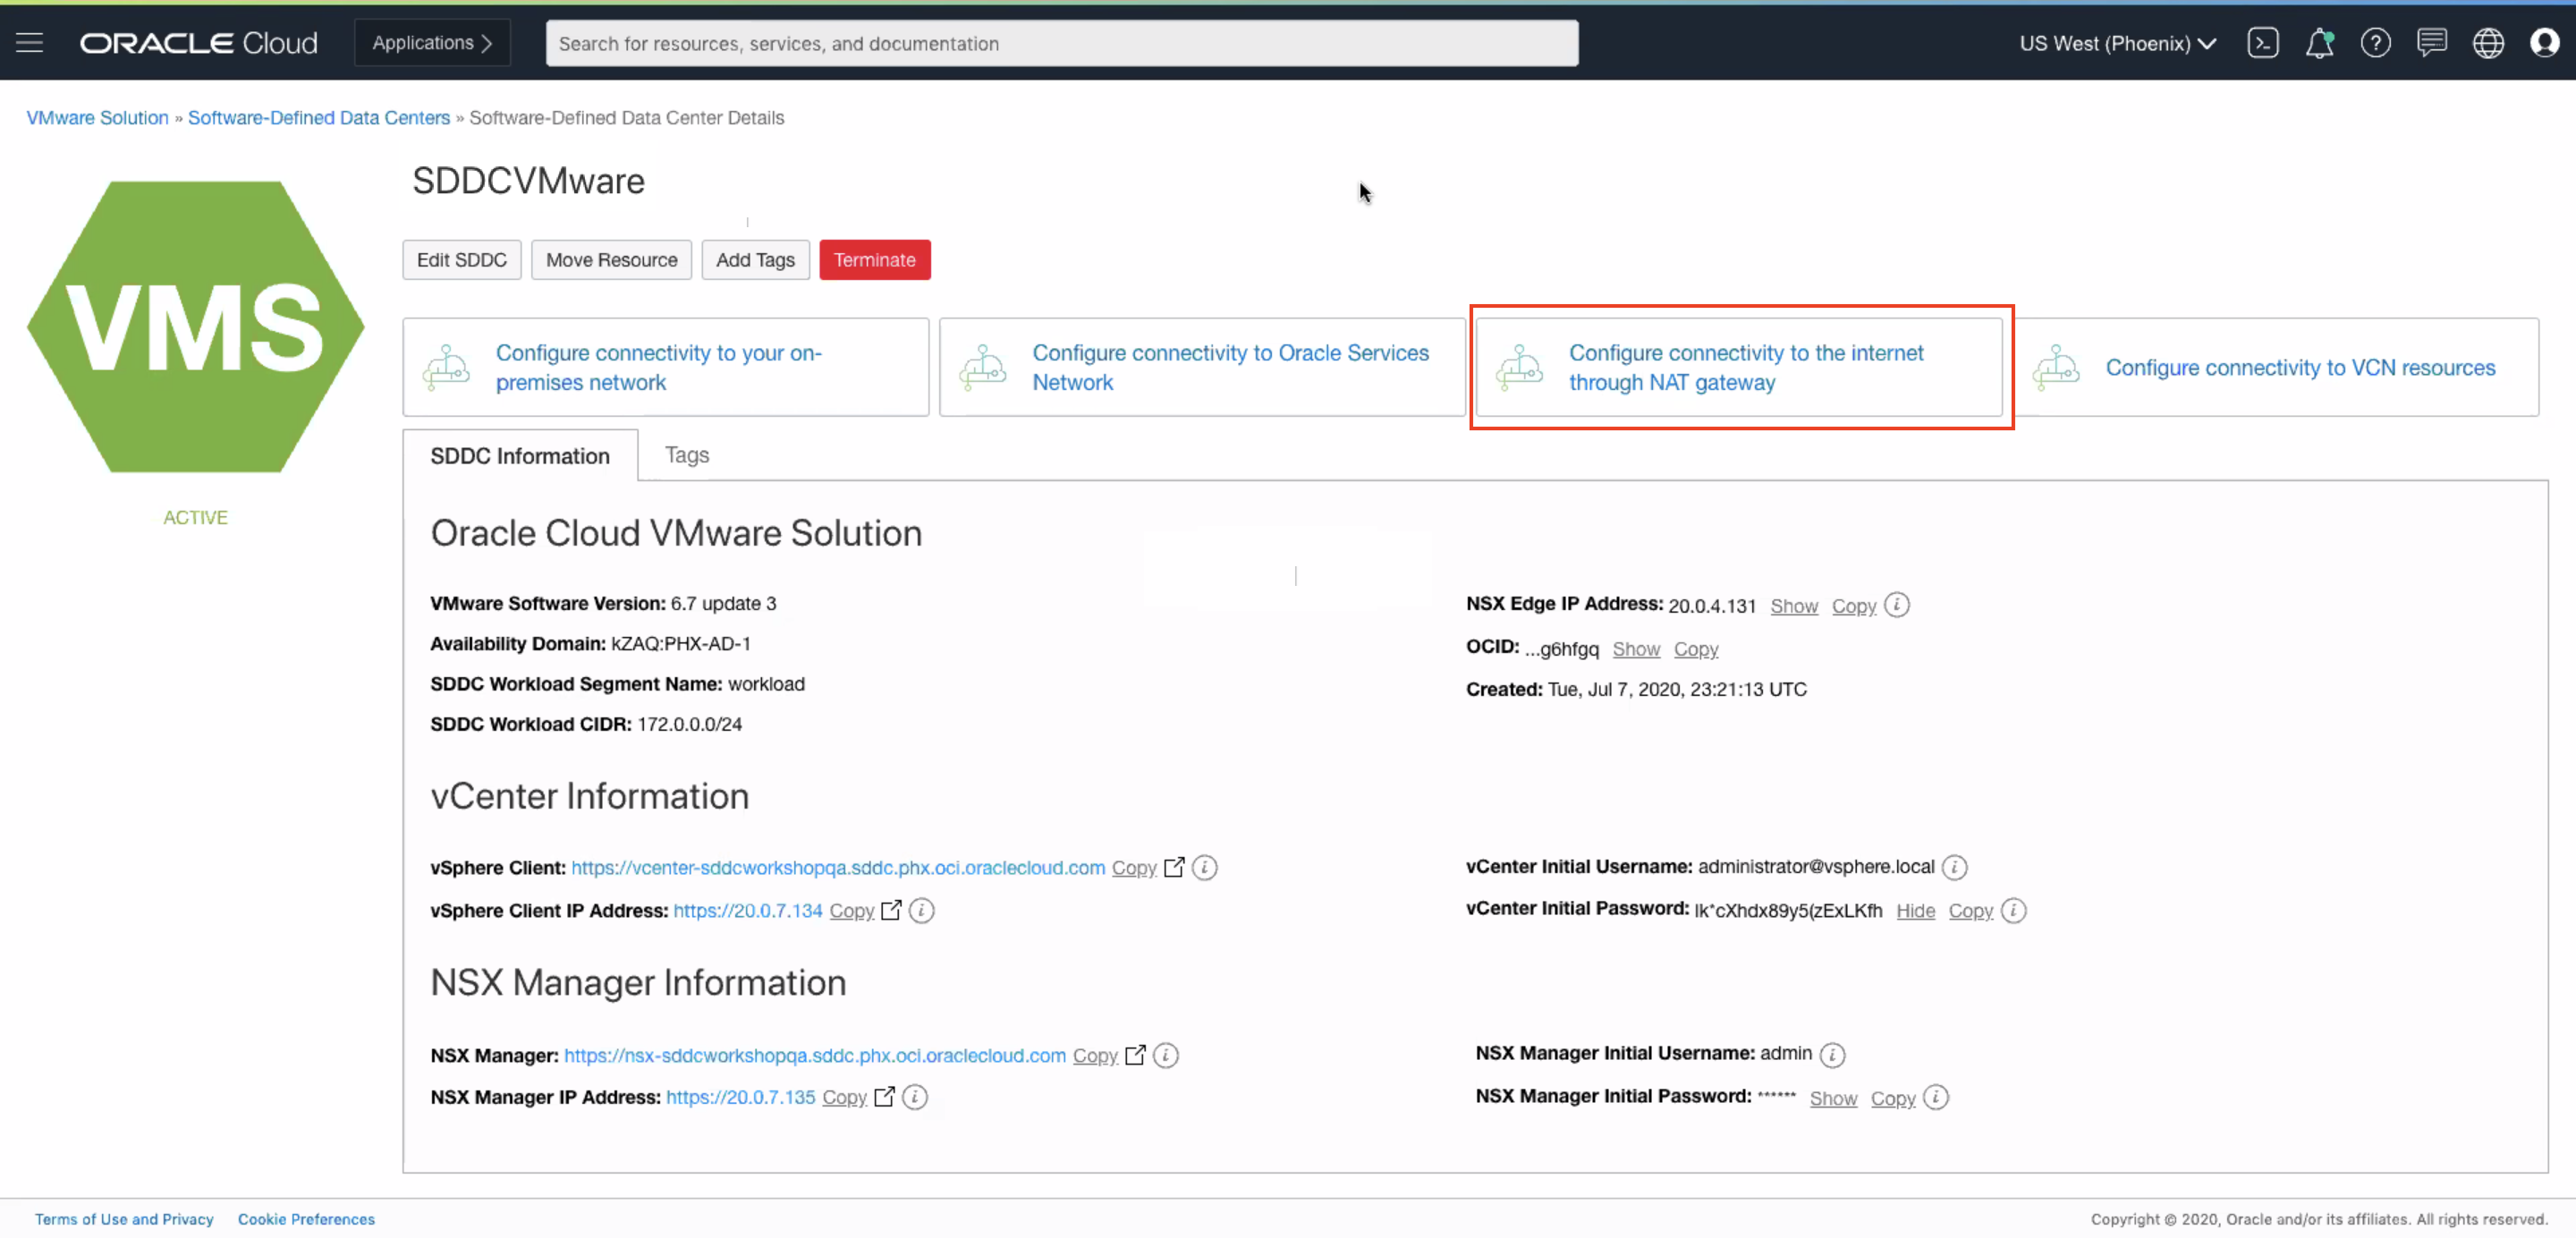 ORACLE Cloud
Applications
Search for resources, services, and documentation
US West (Phoenix)
VMware Solution » Software-Defined Data Centers » Software-Defined Data Center Details
VMS
ACTIVE
SDDCVMware
Edit SDDC
Move Resource
Add Tags
Terminate
Configure connectivity to your on-
premises network
Configure connectivity to Oracle Services
Network
Configure connectivity to the internet
through NAT gateway
Configure connectivity to VCN resources
SDDC Information
Tags
Oracle Cloud VMware Solution
VMware Software Version: 6.7 update 3
Availability Domain: kZAQ:PHX-AD-1
SDDC Workload Segment Name: workload
SDDC Workload CIDR: 172.0.0.0/24
NSX Edge IP Address: 20.0.4.131 Show Copy
OCID: ...g6hfgq Show Copy
Created: Tue, Jul 7, 2020, 23:21:13 UTC
vCenter Information
vSphere Client: https://vcenter-sddcworkshopqa.sddc.phx.oci.oraclecloud.com Copy
vSphere Client IP Address: https://20.0.7.134 Copy
vCenter Initial Username: administrator@vsphere.local
vCenter Initial Password: Hide Copy
NSX Manager Information
NSX Manager: https://nsx-sddcworkshopqa.sddc.phx.oci.oraclecloud.com Copy
NSX Manager IP Address: https://20.0.7.135 Copy
NSX Manager Initial Username: admin
NSX Manager Initial Password: ****** Show Copy
Terms of Use and Privacy
Cookie Preferences
Copyright © 2020, Oracle and/or its affiliates. All rights reserved.